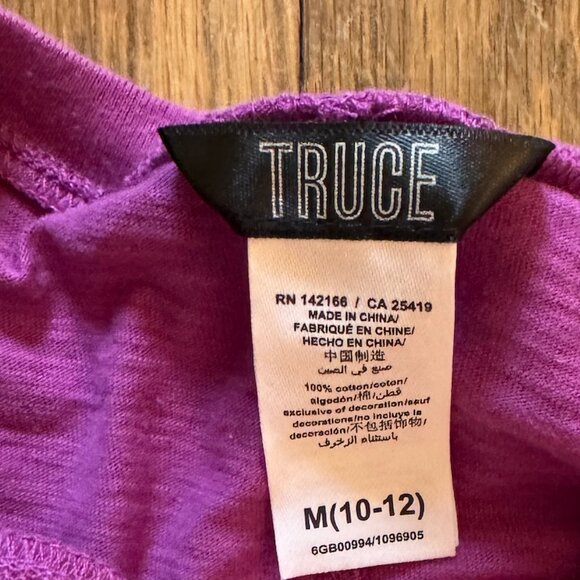 TRUCE
RN 142166 / CA 25419
MADE IN CHINA/
FABRIQUÉ EN CHINE/
HECHO EN CHINA/
中国制造
صنع في الصين
100% cotton/coton/
algodón/棉/قطن/
exclusive of decoration/sauf
decorations/no incluye la
decoración/不包括饰物/
باستثناء الزخرف
M(10-12)
6GB00994/1096905